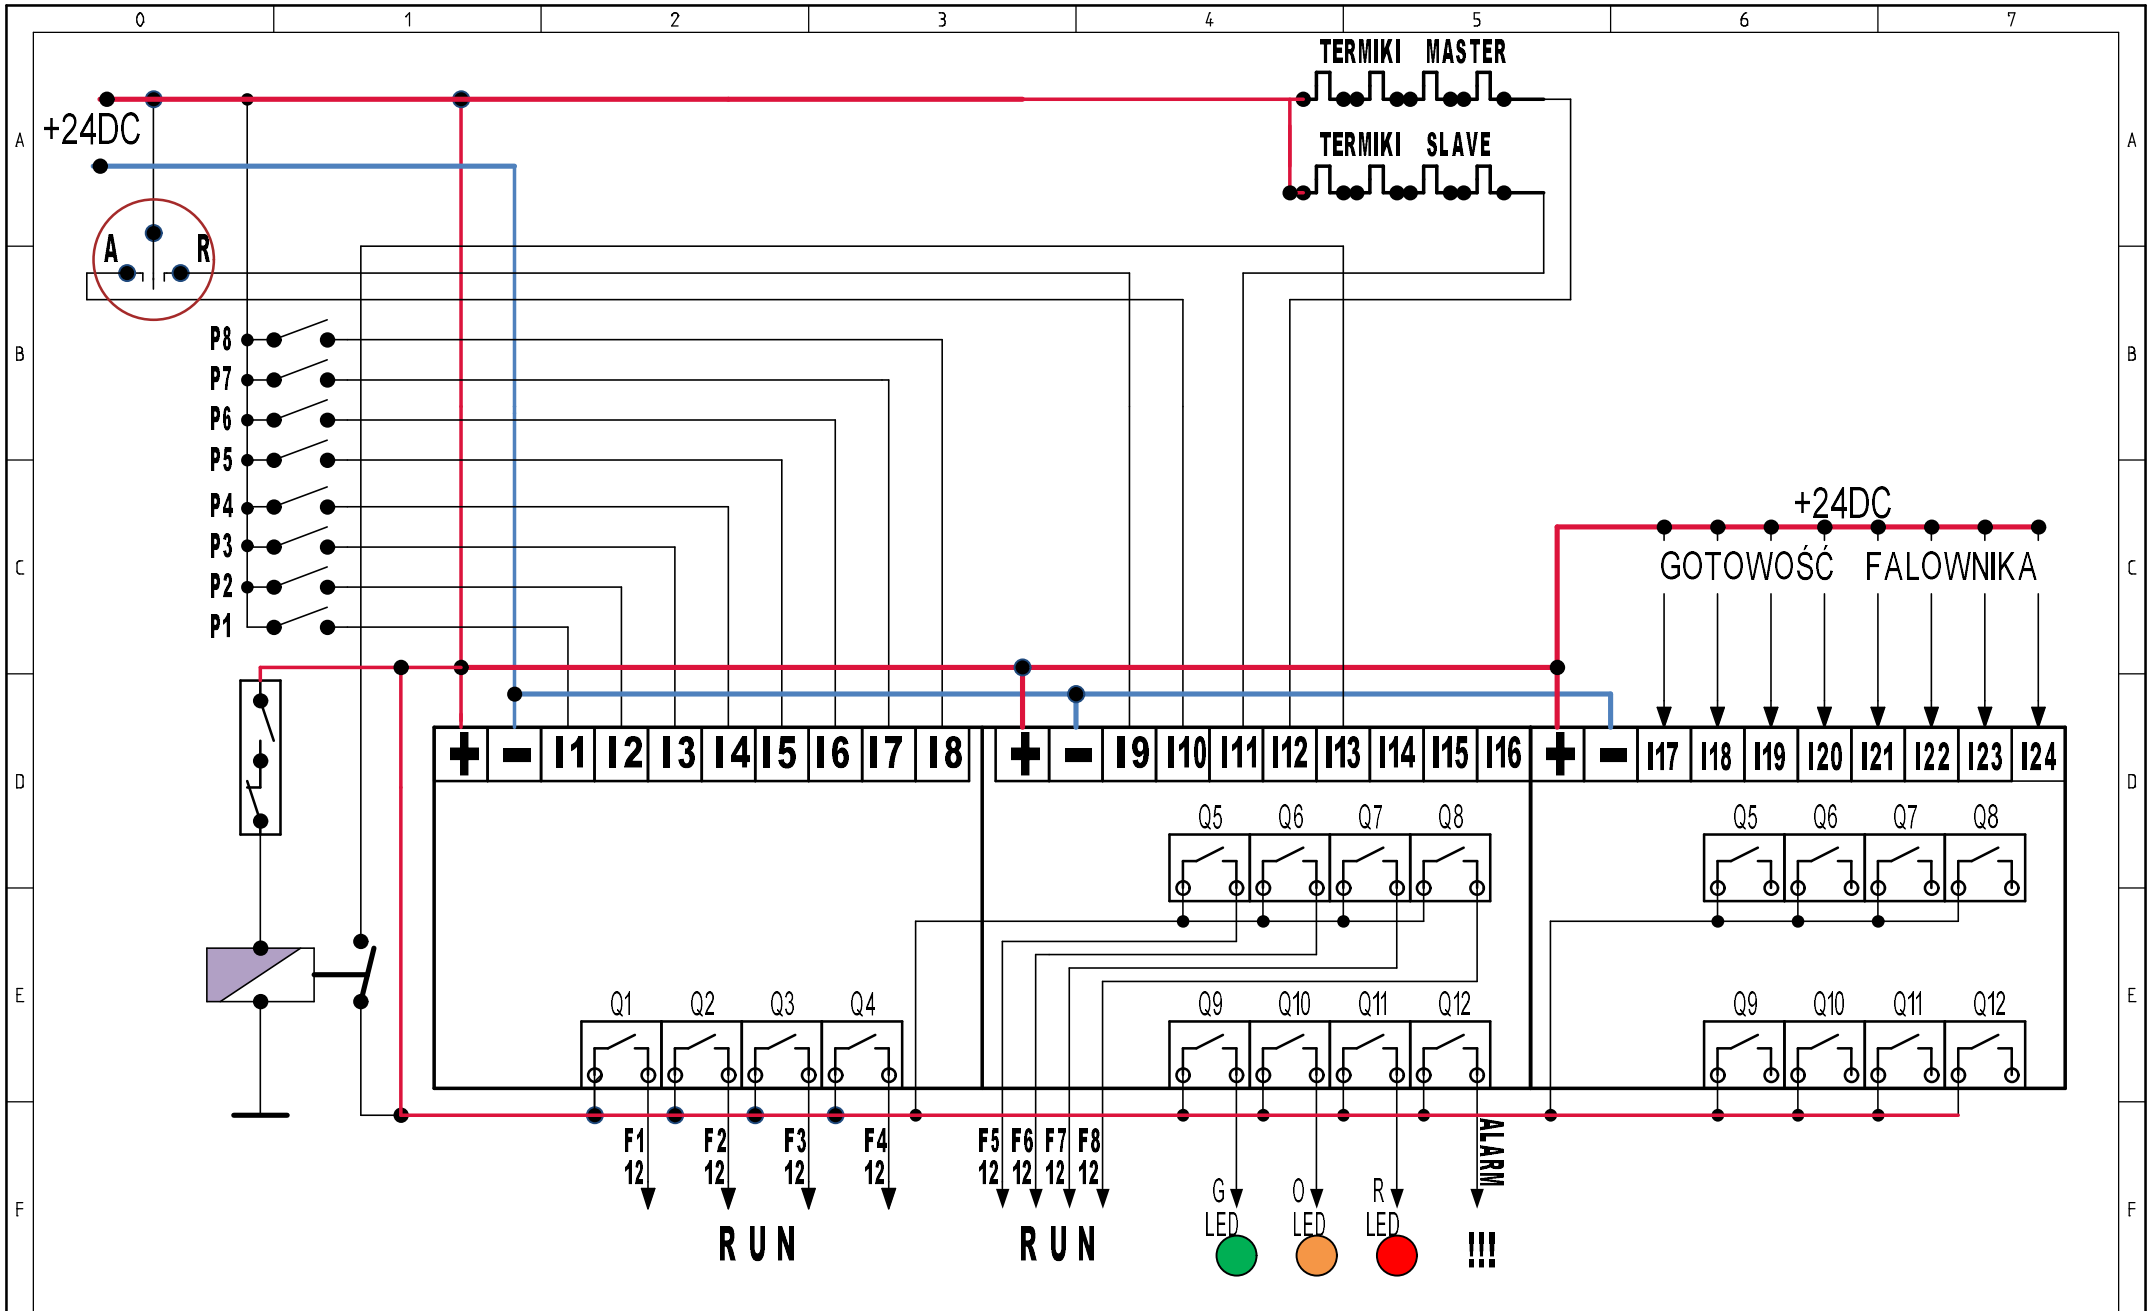 0 1 2 3 4 5 6 7
TERMIKI MASTER
+24DC
A A
TERMIKI SLAVE
A R
P8
B B
P7
P6
P5
+24DC
P4
P3
GOTOWOŚĆ FALOWNIKA
C C
P2
P1
+ - I1 I2 I3 I4 I5 I6 I7 I8 + - I9 I10 I11 I12 I13 I14 I15 I16 + - I17 I18 I19 I20 I21 I22 I23 I24
D D
Q5 Q6 Q7 Q8 Q5 Q6 Q7 Q8
E E
Q1 Q2 Q3 Q4 Q9 Q10 Q11 Q12 Q9 Q10 Q11 Q12
F1 F2 F3 F4 F5 F6 F7 F8 ALARM
12 12 12 12 12 12 12 12
G O R
F F
LED LED LED
RUN RUN !!!